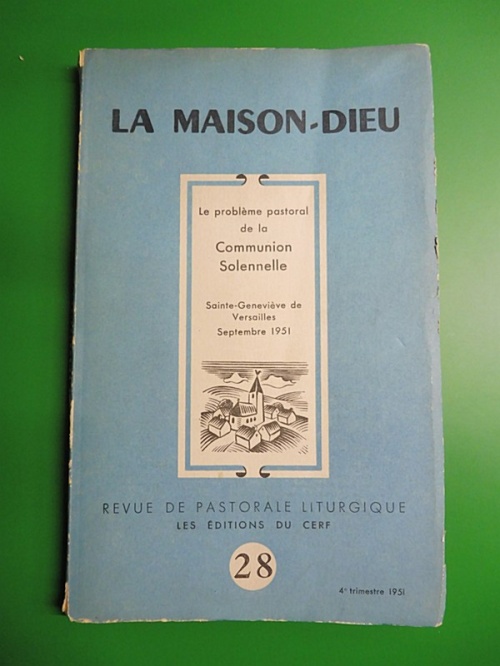 LA MAISON-DIEU
Le problème pastoral
de la
Communion
Solennelle
Sainte-Geneviève de
Versailles
Septembre 1951
REVUE DE PASTORALE LITURGIQUE
LES ÉDITIONS DU CERF
28
4e trimestre 1951